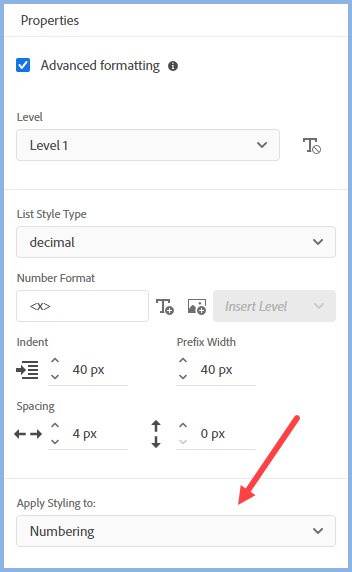 Properties
Advanced formatting
Level
Level 1
List Style Type
decimal
Number Format
<x>
Insert Level
Indent
Prefix Width
40 px
40 px
Spacing
4 px
0 px
Apply Styling to:
Numbering